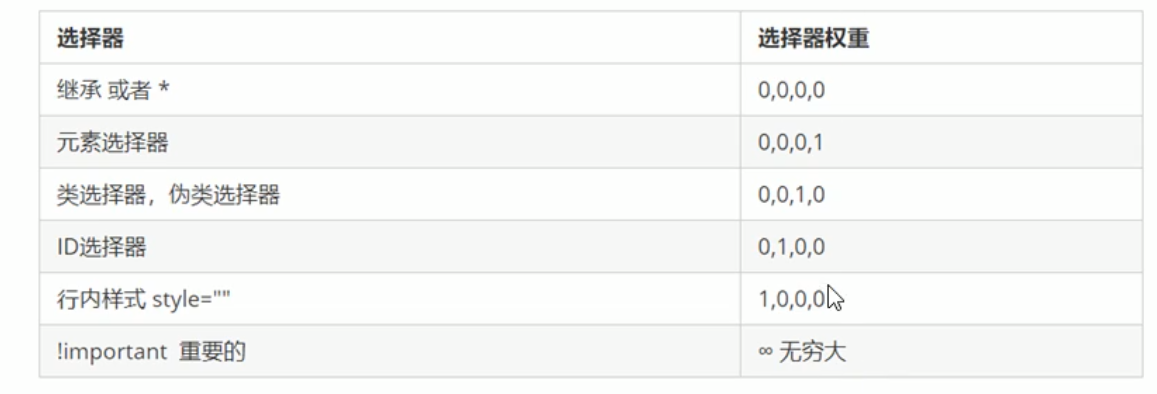 选择器 选择器权重
继承 或者 * 0,0,0,0
元素选择器 0,0,0,1
类选择器，伪类选择器 0,0,1,0
ID选择器 0,1,0,0
行内样式 style="" 1,0,0,0
!important 重要的 ∞ 无穷大